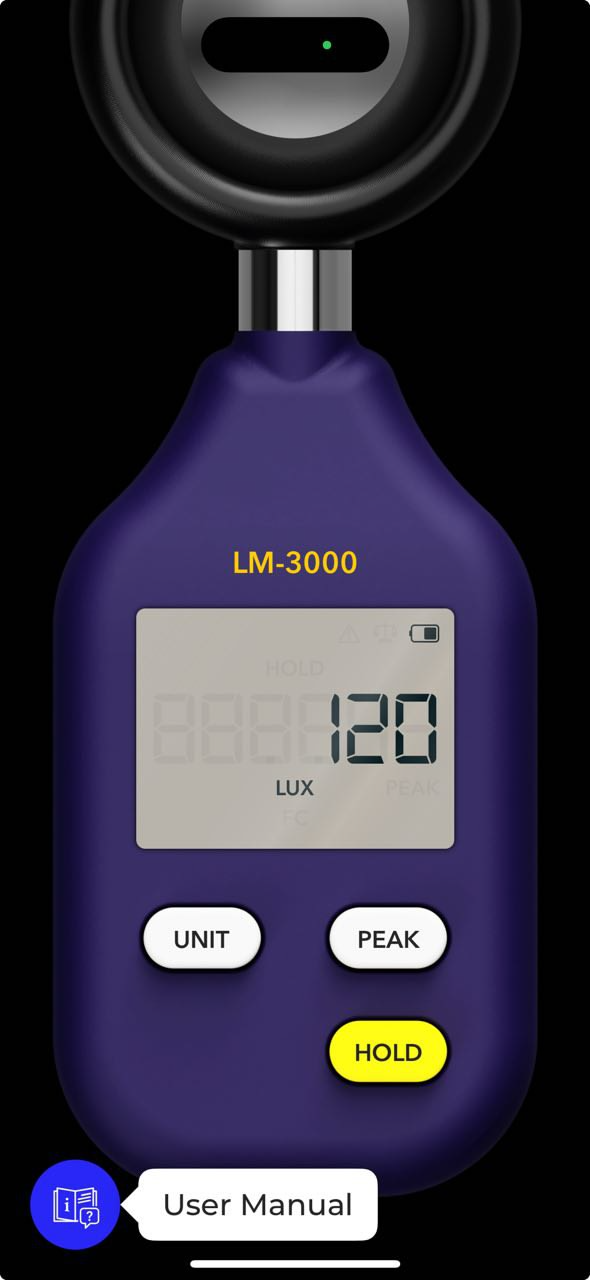 LM-3000
HOLD
120
LUX PEAK
FC
UNIT PEAK
HOLD
User Manual